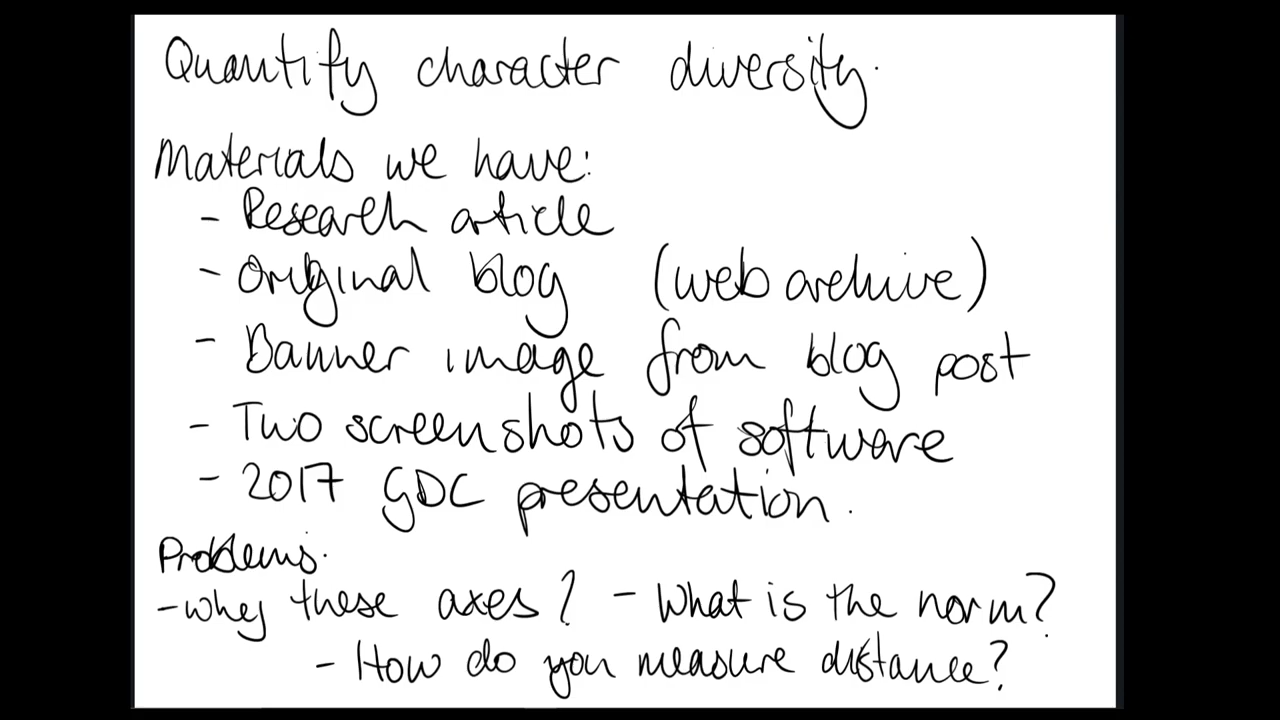 Quantify character diversity.
Materials we have:
- Research article
- Original blog (web archive)
- Banner image from blog post
- Two screenshots of software
- 2017 GDC presentation.
Problems.
- why these axes? - What is the norm?
- How do you measure distance?